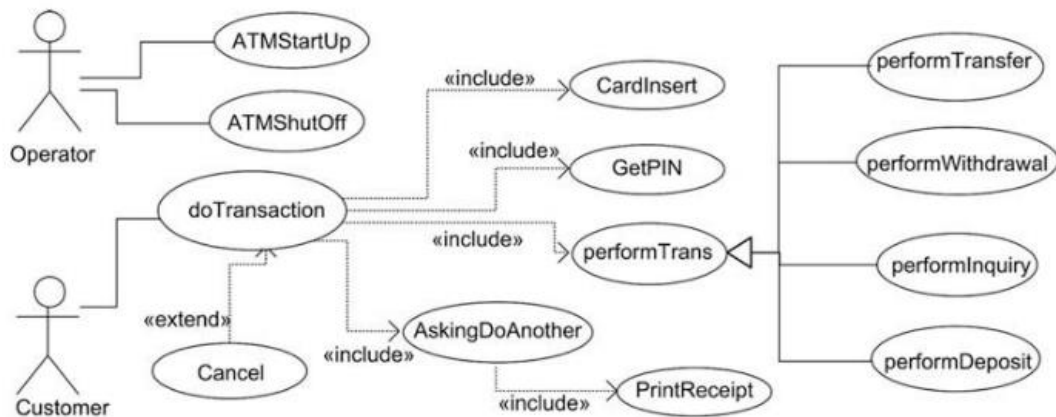 ATMStartUp
performTransfer
«include»
CardInsert
ATMShutOff
Operator
«include»
GetPIN
performWithdrawal
doTransaction
«include»
performTrans
performInquiry
«extend»
AskingDoAnother
«include»
Cancel
performDeposit
PrintReceipt
«include»
Customer